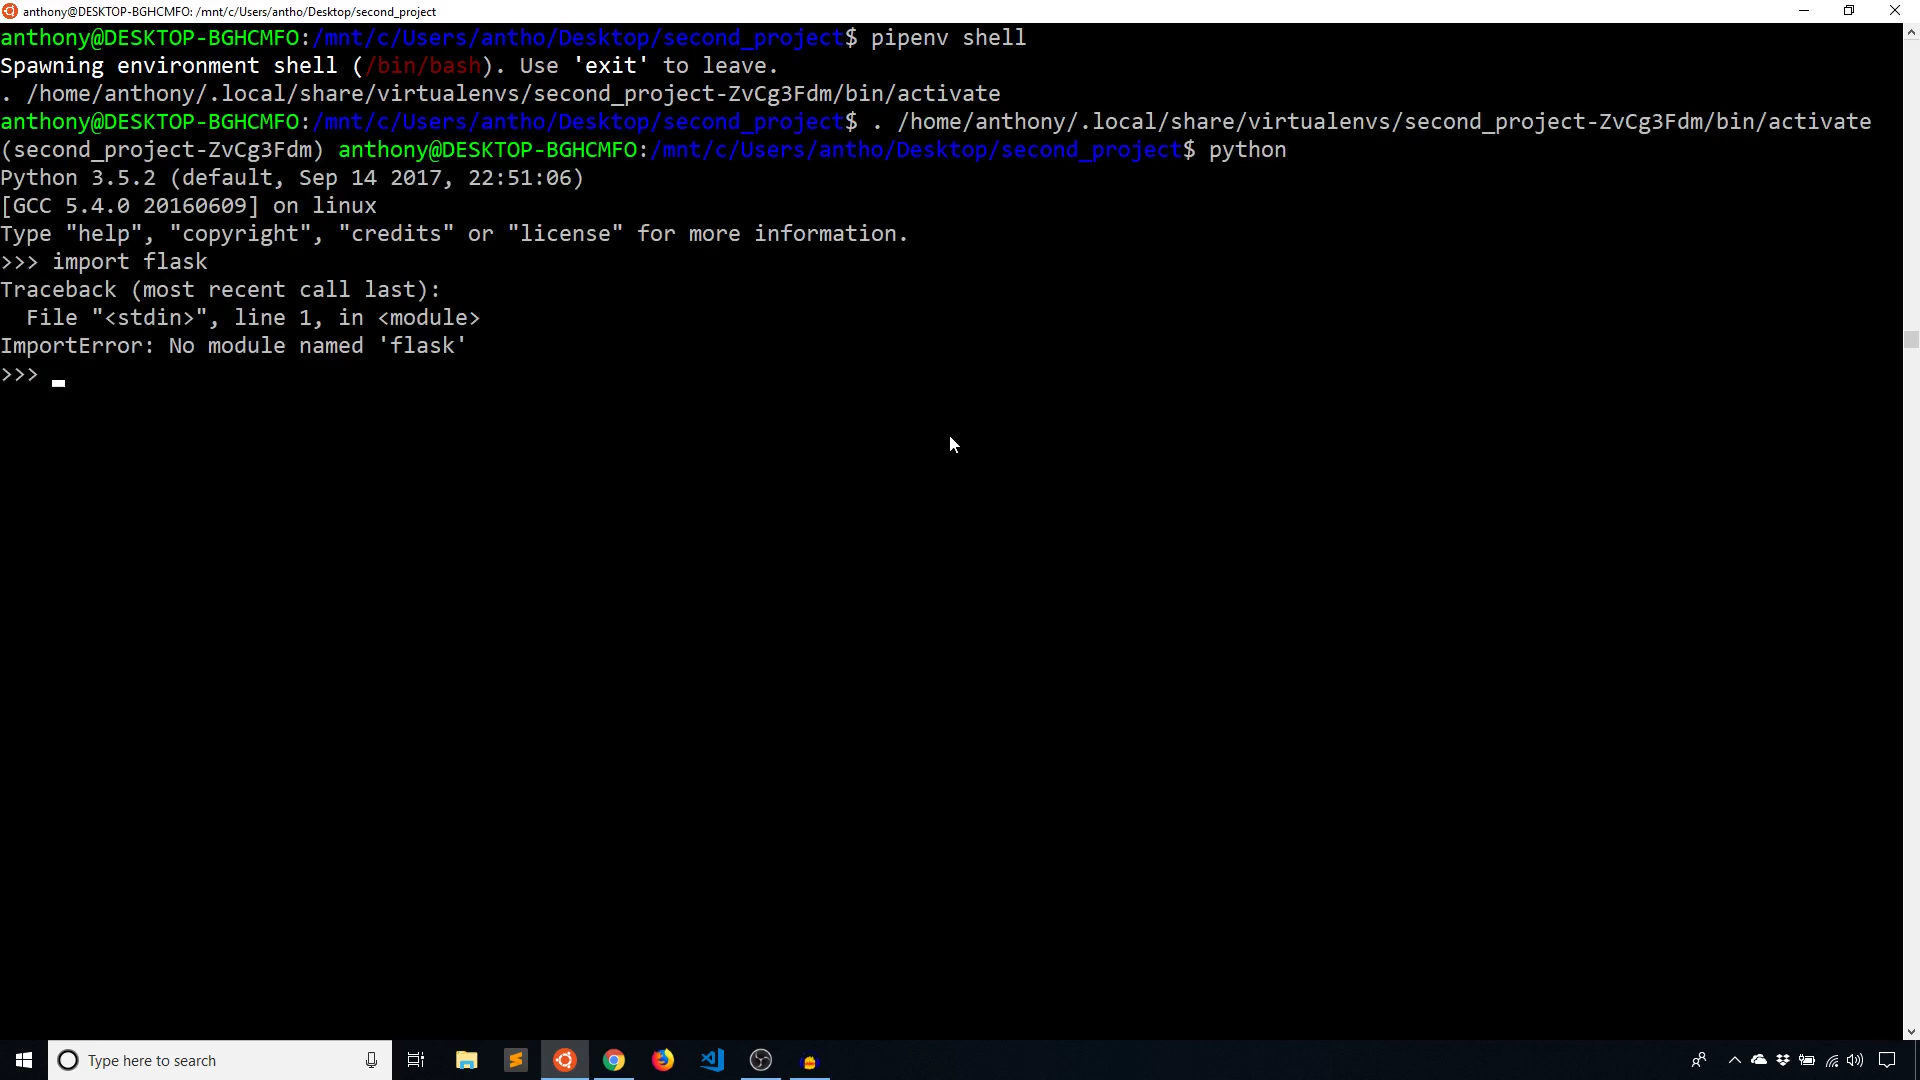 anthony@DESKTOP-BGHCMFO: /mnt/c/Users/antho/Desktop/second_project
anthony@DESKTOP-BGHCMFO:/mnt/c/Users/antho/Desktop/second_project$ pipenv shell
Spawning environment shell (/bin/bash). Use 'exit' to leave.
. /home/anthony/.local/share/virtualenvs/second_project-ZvCg3Fdm/bin/activate
anthony@DESKTOP-BGHCMFO:/mnt/c/Users/antho/Desktop/second_project$ . /home/anthony/.local/share/virtualenvs/second_project-ZvCg3Fdm/bin/activate
(second_project-ZvCg3Fdm) anthony@DESKTOP-BGHCMFO:/mnt/c/Users/antho/Desktop/second_project$ python
Python 3.5.2 (default, Sep 14 2017, 22:51:06)
[GCC 5.4.0 20160609] on linux
Type "help", "copyright", "credits" or "license" for more information.
>>> import flask
Traceback (most recent call last):
  File "<stdin>", line 1, in <module>
ImportError: No module named 'flask'
>>>
Type here to search